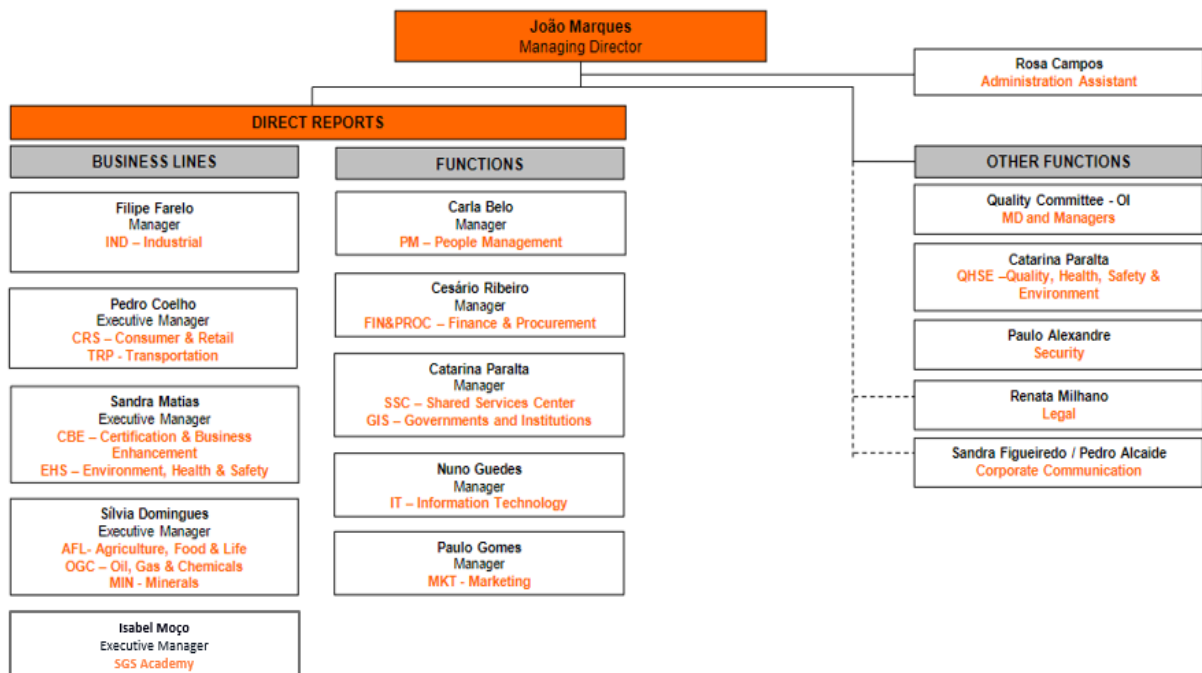 João Marques
Managing Director
Rosa Campos
Administration Assistant
DIRECT REPORTS
BUSINESS LINES
Filipe Farelo
Manager
IND – Industrial
Pedro Coelho
Executive Manager
CRS – Consumer & Retail
TRP - Transportation
Sandra Matias
Executive Manager
CBE – Certification & Business
Enhancement
EHS – Environment, Health & Safety
Sílvia Domingues
Executive Manager
AFL- Agriculture, Food & Life
OGC – Oil, Gas & Chemicals
MIN - Minerals
Isabel Moço
Executive Manager
SGS Academy
FUNCTIONS
Carla Belo
Manager
PM – People Management
Cesário Ribeiro
Manager
FIN&PROC – Finance & Procurement
Catarina Paralta
Manager
SSC – Shared Services Center
GIS – Governments and Institutions
Nuno Guedes
Manager
IT – Information Technology
Paulo Gomes
Manager
MKT - Marketing
OTHER FUNCTIONS
Quality Committee - OI
MD and Managers
Catarina Paralta
QHSE –Quality, Health, Safety &
Environment
Paulo Alexandre
Security
Renata Milhano
Legal
Sandra Figueiredo / Pedro Alcaide
Corporate Communication